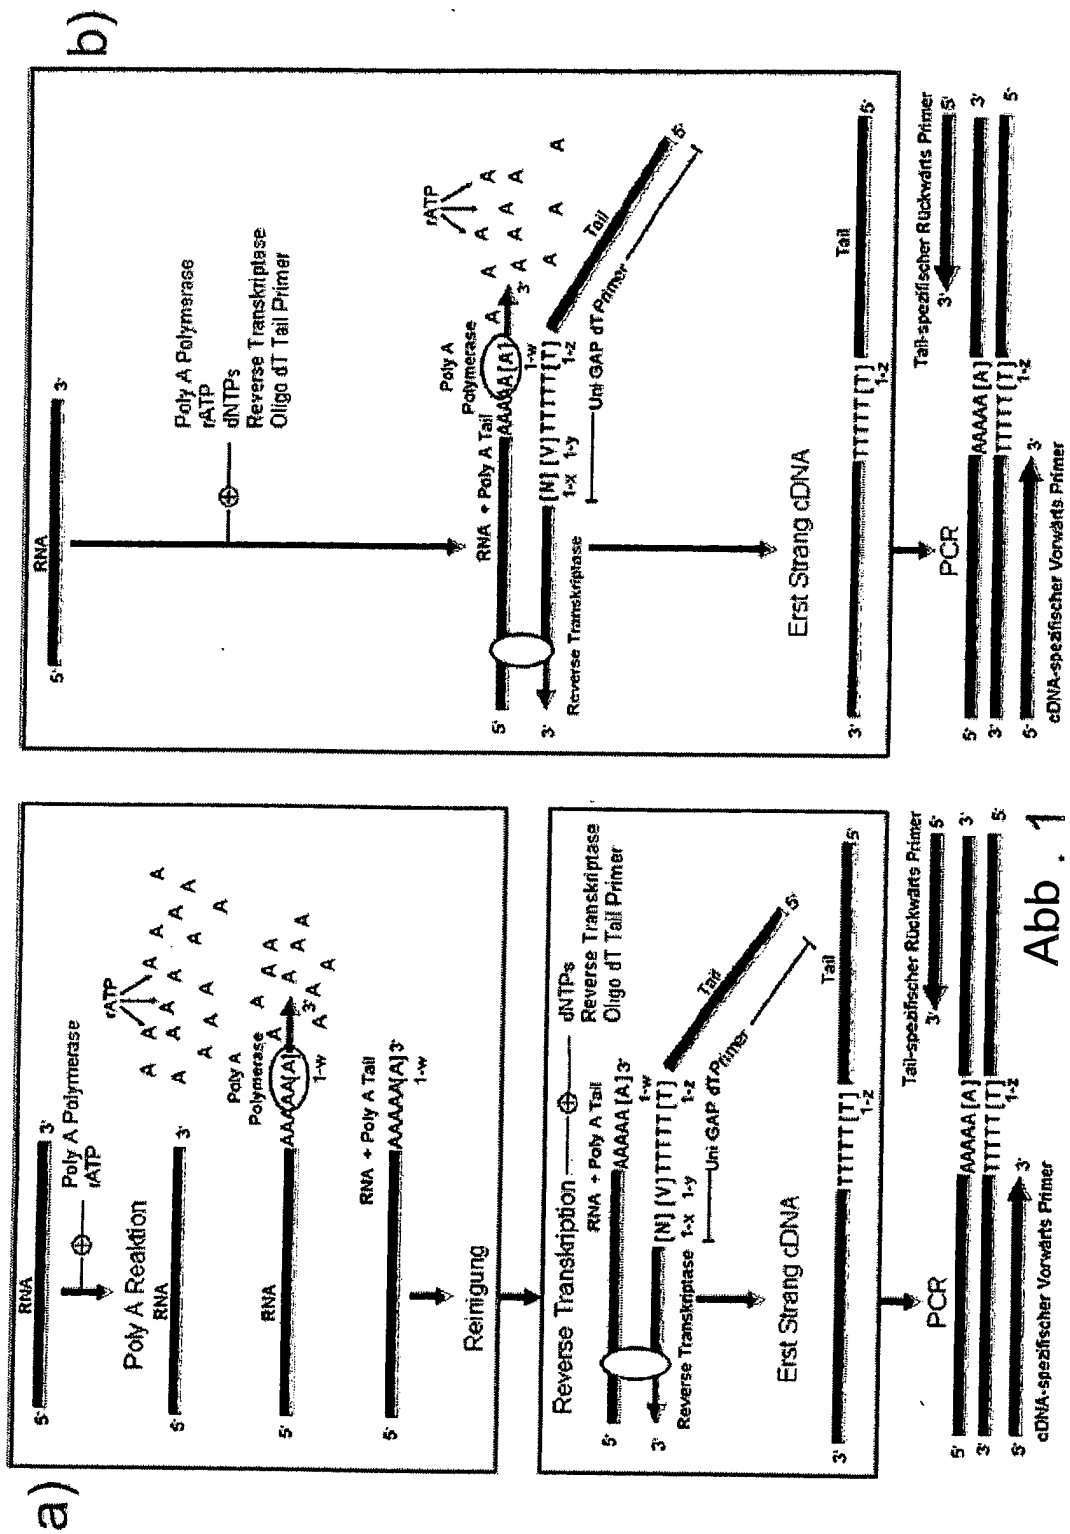 a)
RNA
5' 3'
Poly A Polymerase
rATP
Poly A Reaktion
RNA
5' 3'
rATP
A A A A A A A A A A A A A A A
RNA
Poly A
Polymerase
5' AAAAAA[A]
1-w
3'
A A A A A A A A A A
RNA + Poly A Tail
5' AAAAA[A]3'
1-w
Reinigung
Reverse Transkription
dNTPs
Reverse Transkriptase
Oligo dT Tail Primer
RNA + Poly A Tail
5' AAAAA [A]3'
1-w
3' [N] [V]TTTTT [T]
1-x 1-y 1-z
Tail
5'
Reverse Transkriptase
Uni GAP dT-Primer
Erst Strang cDNA
Tail
3' TTTTT [T] 5'
1-z
PCR
Tail-spezifischer Rückwärts Primer
3' 5'
5' AAAAA [A] 3'
3' TTTTT [T] 5'
1-z
5' 3'
cDNA-spezifischer Vorwärts Primer
b)
RNA
5' 3'
Poly A Polymerase
rATP
dNTPs
Reverse Transkriptase
Oligo dT Tail Primer
rATP
A A A A A A A A A A A A A
RNA + Poly A Tail
Poly A
Polymerase
5' AAAAA[A]
1-w
3'
3' [N] [V]TTTTT[T]
1-x 1-y 1-z
Tail
5'
Reverse Transkriptase
Uni GAP dT-Primer
Erst Strang cDNA
Tail
3' TTTTT [T] 5'
1-z
PCR
Tail-spezifischer Rückwärts Primer
3' 5'
5' AAAAA [A] 3'
3' TTTTT [T] 5'
1-z
5' 3'
cDNA-spezifischer Vorwärts Primer
Abb. 1